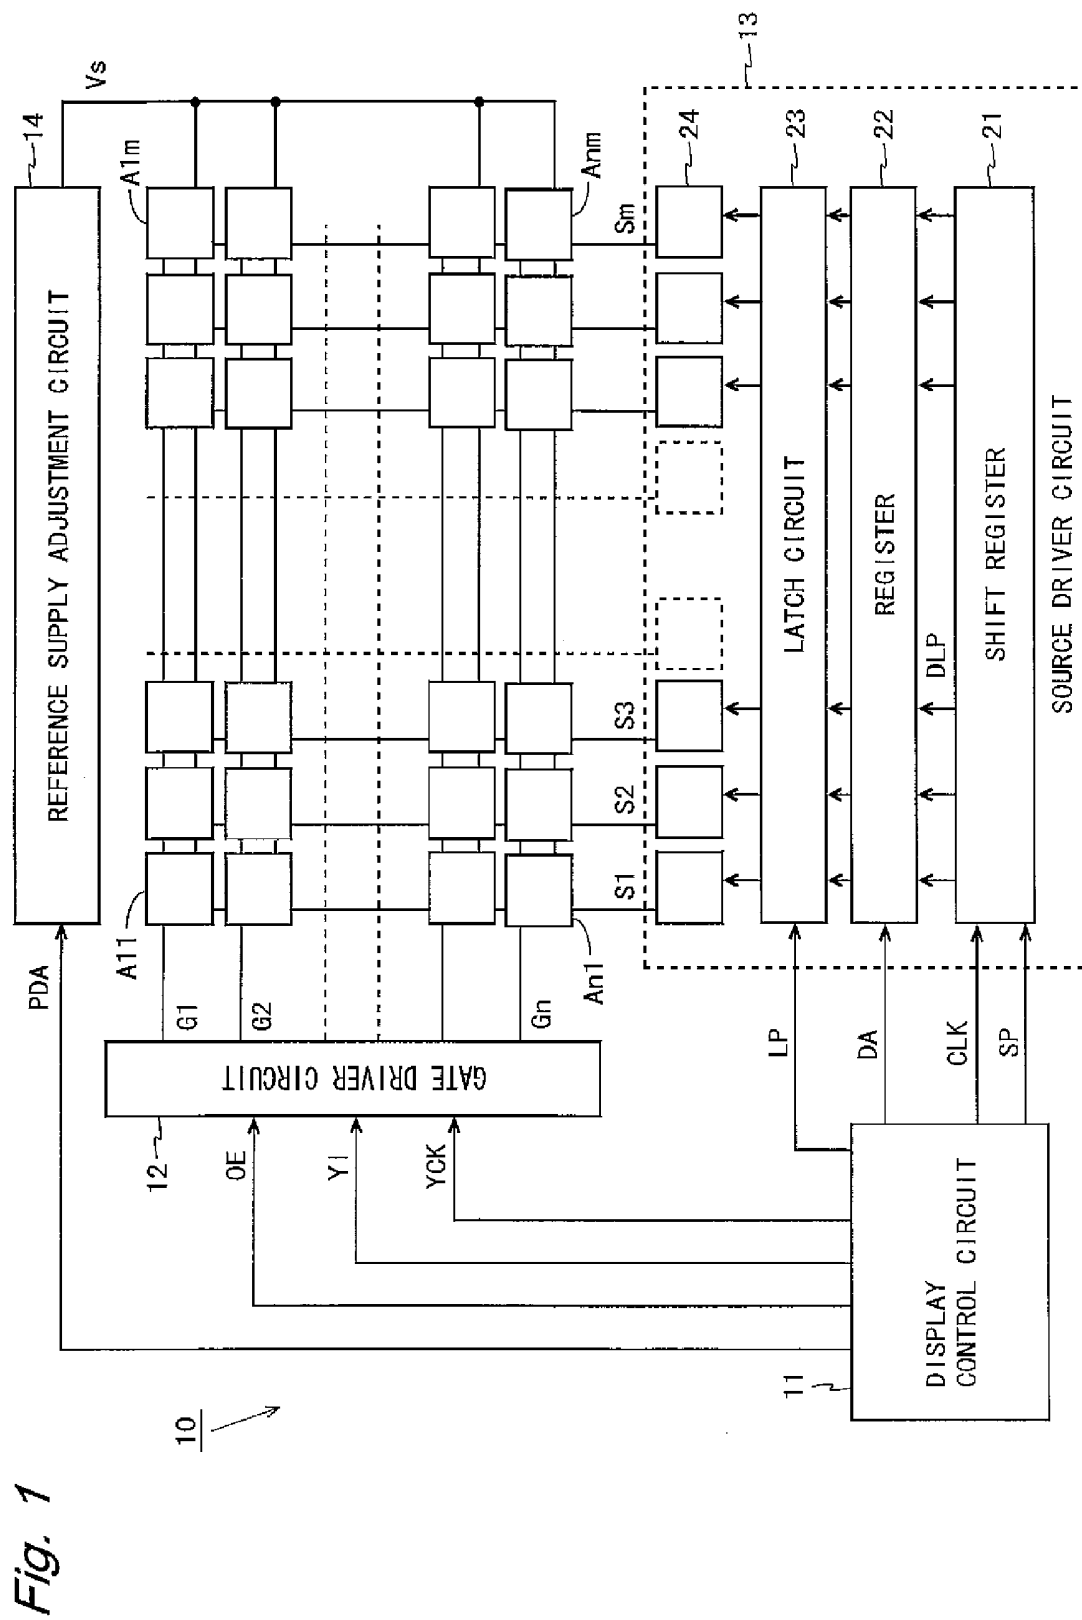 Fig. 1
10
14
REFERENCE SUPPLY ADJUSTMENT CIRCUIT
PDA
Vs
A11
A1m
G1
G2
Gn
An1
Anm
12
GATE DRIVER CIRCUIT
OE
YI
YCK
S1
S2
S3
Sm
13
24
LATCH CIRCUIT
23
REGISTER
22
DLP
SHIFT REGISTER
21
SOURCE DRIVER CIRCUIT
LP
DA
CLK
SP
11
DISPLAY
CONTROL CIRCUIT